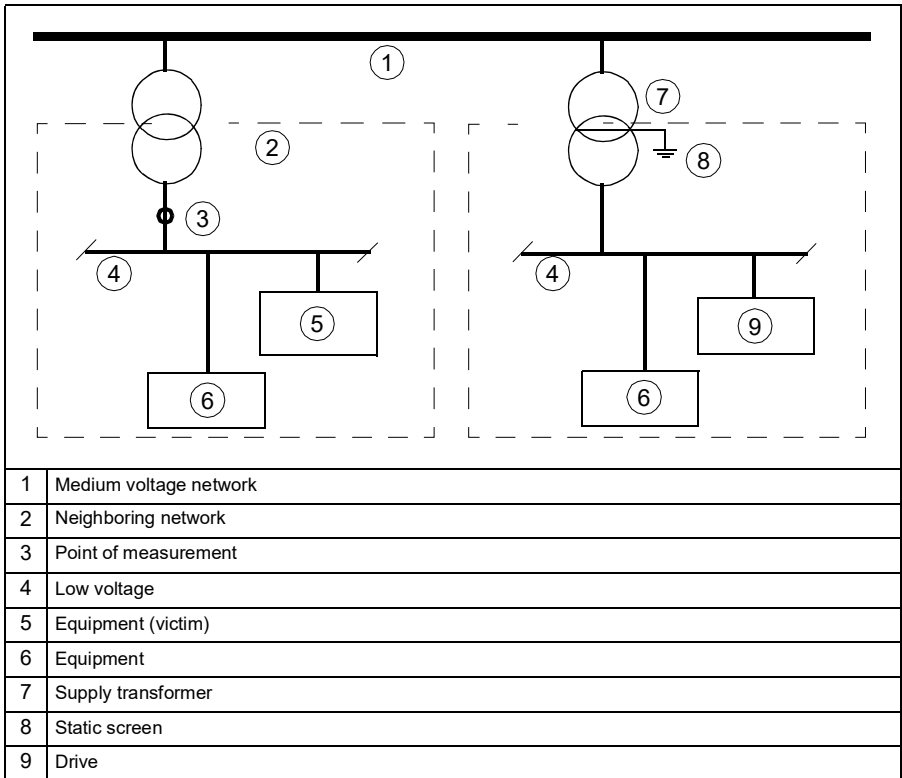 1
7
2
8
3
4
4
5
9
6
6
1 Medium voltage network
2 Neighboring network
3 Point of measurement
4 Low voltage
5 Equipment (victim)
6 Equipment
7 Supply transformer
8 Static screen
9 Drive